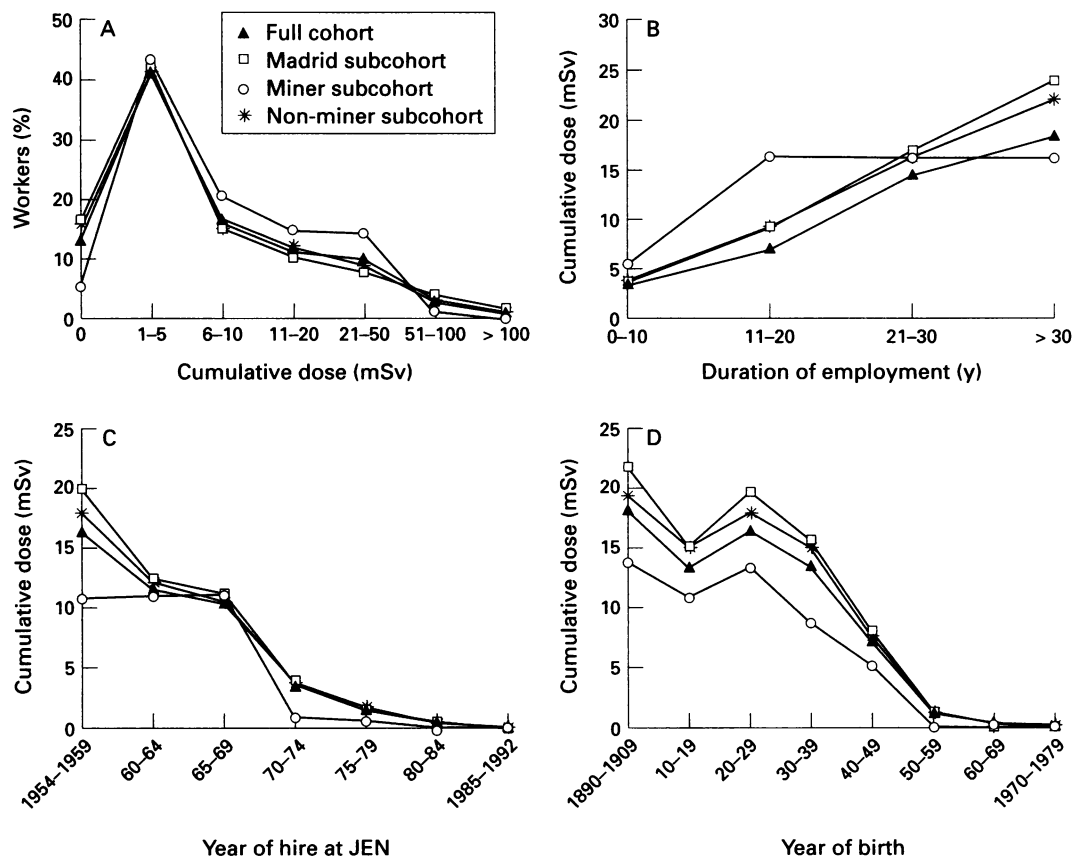 A
50
40
30
20
10
0
Workers (%)
Full cohort
Madrid subcohort
Miner subcohort
Non-miner subcohort
0 1–5 6–10 11–20 21–50 51–100 > 100
Cumulative dose (mSv)
B
30
25
20
15
10
5
0
Cumulative dose (mSv)
0–10 11–20 21–30 > 30
Duration of employment (y)
C
25
20
15
10
5
0
Cumulative dose (mSv)
1954–1959 60–64 65–69 70–74 75–79 80–84 1985–1992
Year of hire at JEN
D
25
20
15
10
5
0
Cumulative dose (mSv)
1890–1909 10–19 20–29 30–39 40–49 50–59 60–69 1970–1979
Year of birth